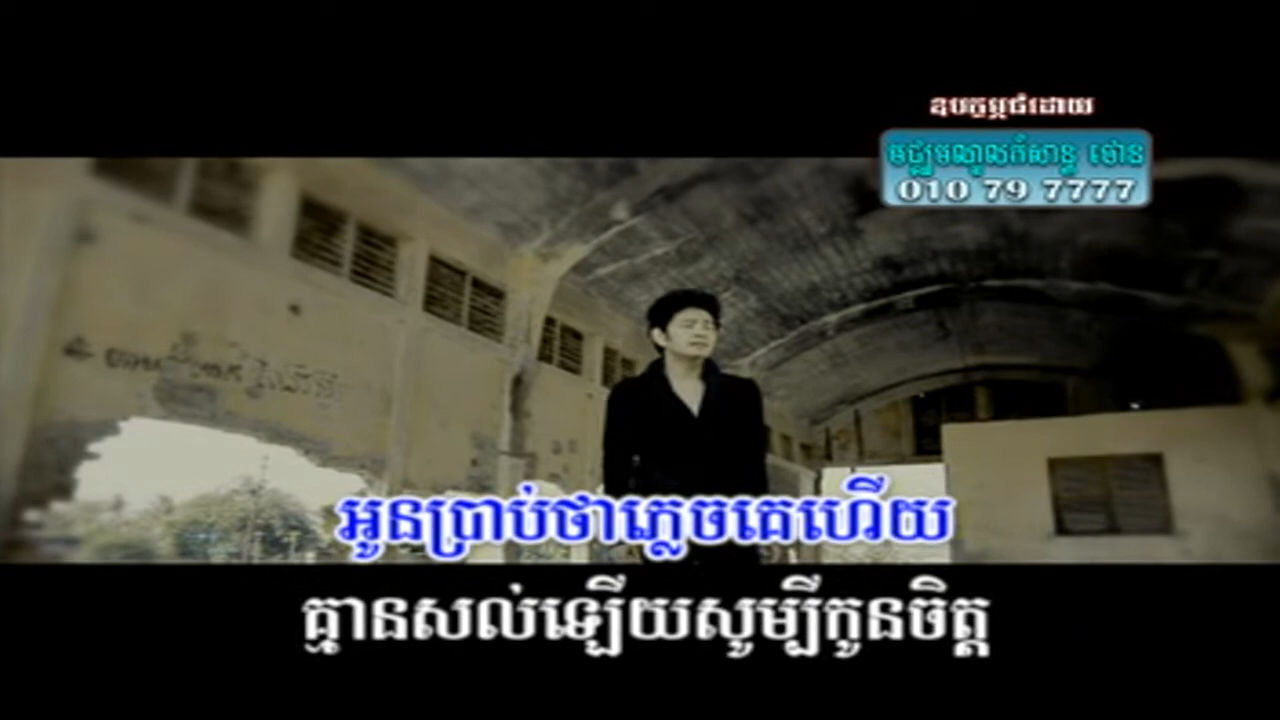 ឧបត្ថម្ភដោយ
មជ្ឈមណ្ឌលកំសាន្ត ថៅន
010 79 7777
អូនប្រាប់ថាភ្លេចគេហើយ
គ្មានសល់ឡើយសូម្បីកូនចិត្ត